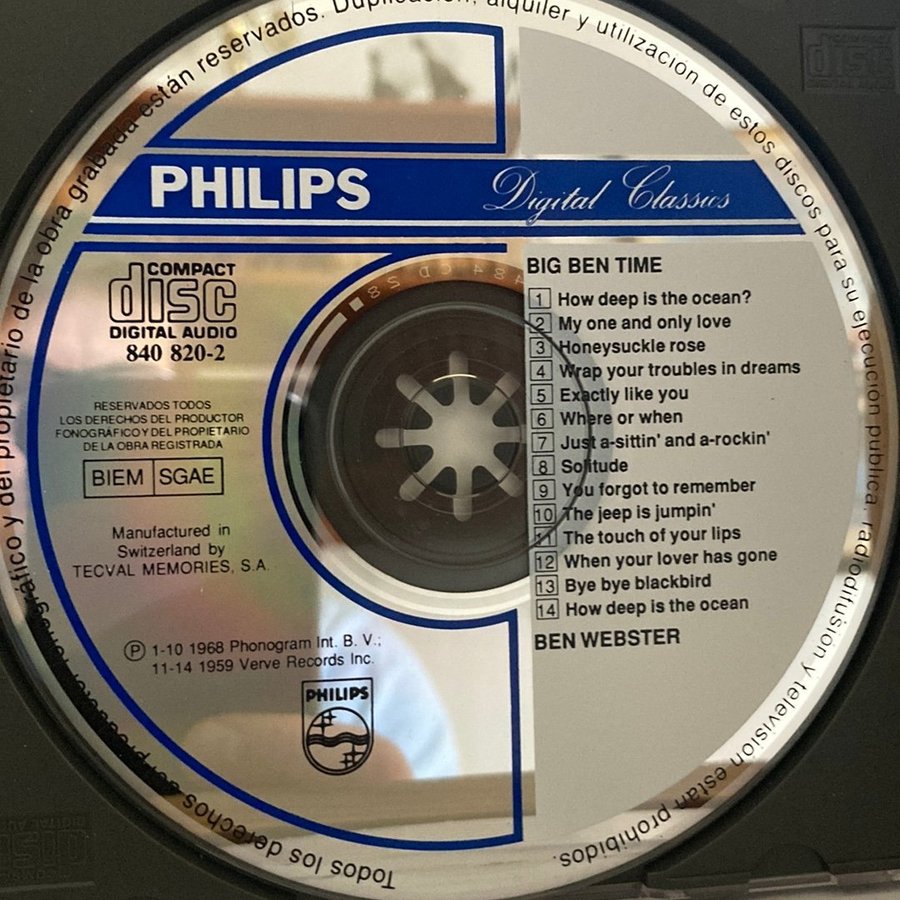 Todos los derechos del productor fonográfico y del propietario de la obra grabada están reservados. Duplicación, alquiler y utilización de estos discos para su ejecución pública, radiodifusión y televisión están prohibidos.
PHILIPS
Digital Classics
COMPACT
disc
DIGITAL AUDIO
840 820-2
RESERVADOS TODOS
LOS DERECHOS DEL PRODUCTOR
FONOGRAFICO Y DEL PROPIETARIO
DE LA OBRA REGISTRADA
BIEM SGAE
Manufactured in
Switzerland by
TECVAL MEMORIES, S.A.
Ⓟ 1-10 1968 Phonogram Int. B. V.;
11-14 1959 Verve Records Inc.
PHILIPS
BIG BEN TIME
1 How deep is the ocean?
2 My one and only love
3 Honeysuckle rose
4 Wrap your troubles in dreams
5 Exactly like you
6 Where or when
7 Just a-sittin' and a-rockin'
8 Solitude
9 You forgot to remember
10 The jeep is jumpin'
11 The touch of your lips
12 When your lover has gone
13 Bye bye blackbird
14 How deep is the ocean
BEN WEBSTER
disc